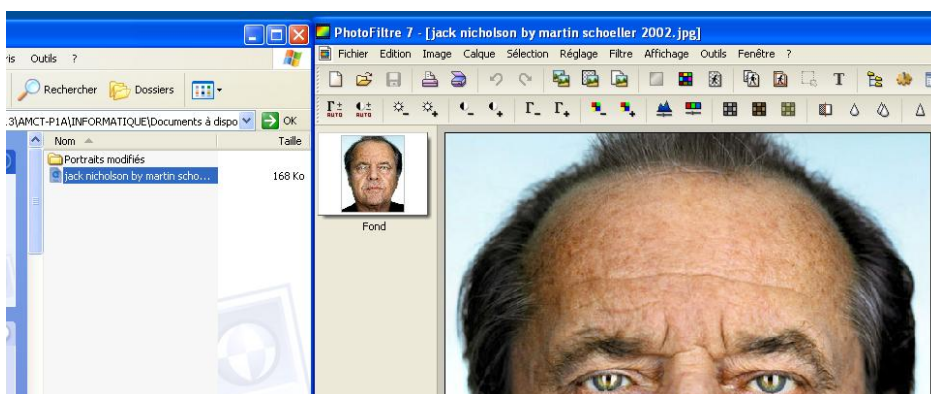 PhotoFiltre 7 - [jack nicholson by martin schoeller 2002.jpg]
Outils ?
Fichier Edition Image Calque Sélection Réglage Filtre Affichage Outils Fenêtre ?
Rechercher Dossiers
T
AUTO AUTO
.3\AMCT-P1A\INFORMATIQUE\Documents à dispo OK
Nom Taille
Portraits modifiés
jack nicholson by martin scho... 168 Ko
Fond